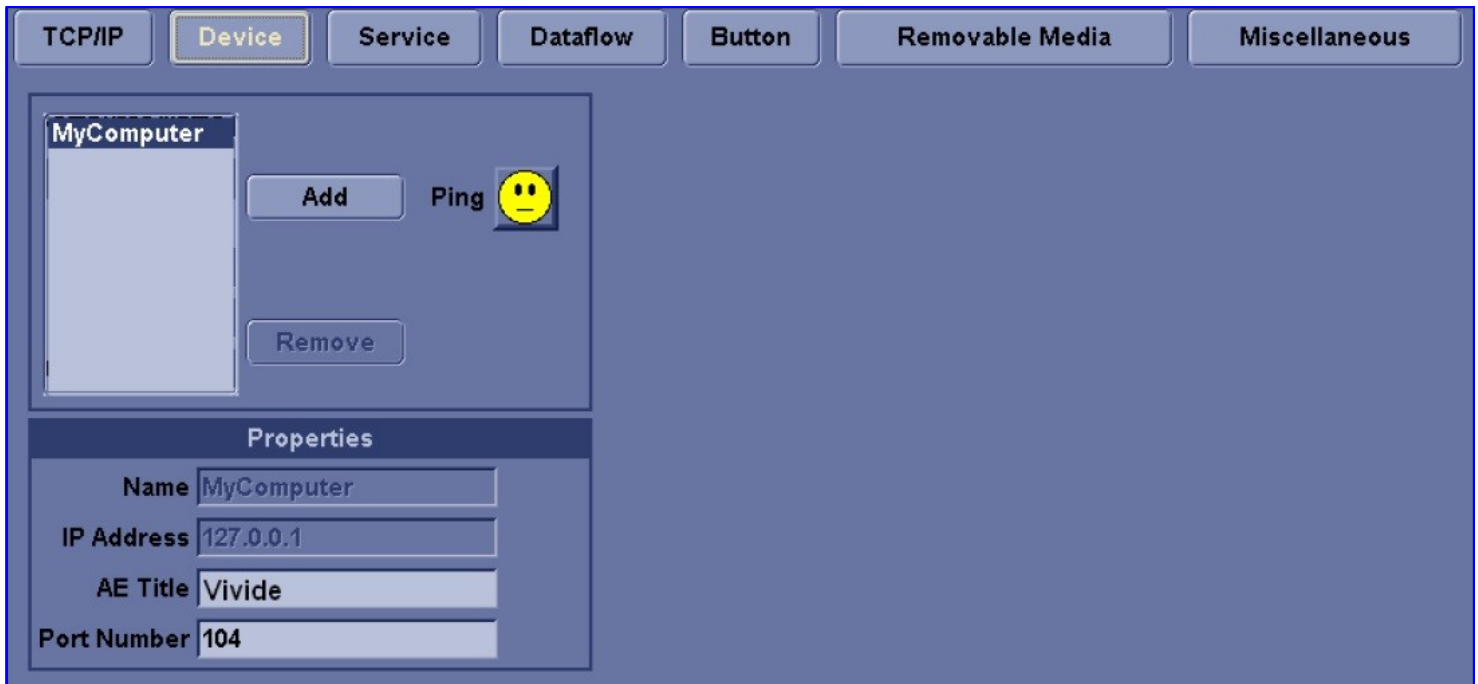 TCP/IP Device Service Dataflow Button Removable Media Miscellaneous
MyComputer
Add Ping
Remove
Properties
Name MyComputer
IP Address 127.0.0.1
AE Title Vivide
Port Number 104